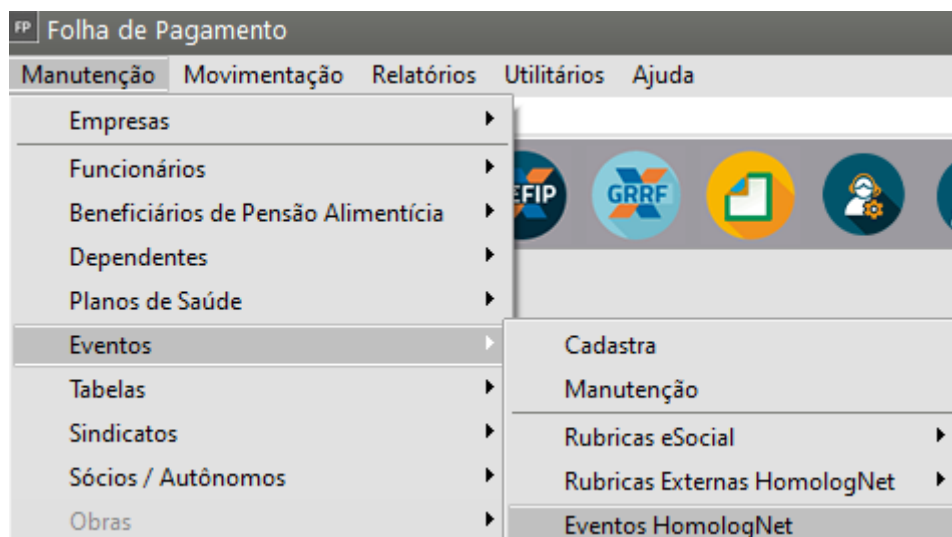 FP Folha de Pagamento
Manutenção Movimentação Relatórios Utilitários Ajuda
Empresas
Funcionários
Beneficiários de Pensão Alimentícia
Dependentes
Planos de Saúde
Eventos
Tabelas
Sindicatos
Sócios / Autônomos
Obras
EFIP
GRRF
Cadastra
Manutenção
Rubricas eSocial
Rubricas Externas HomologNet
Eventos HomologNet